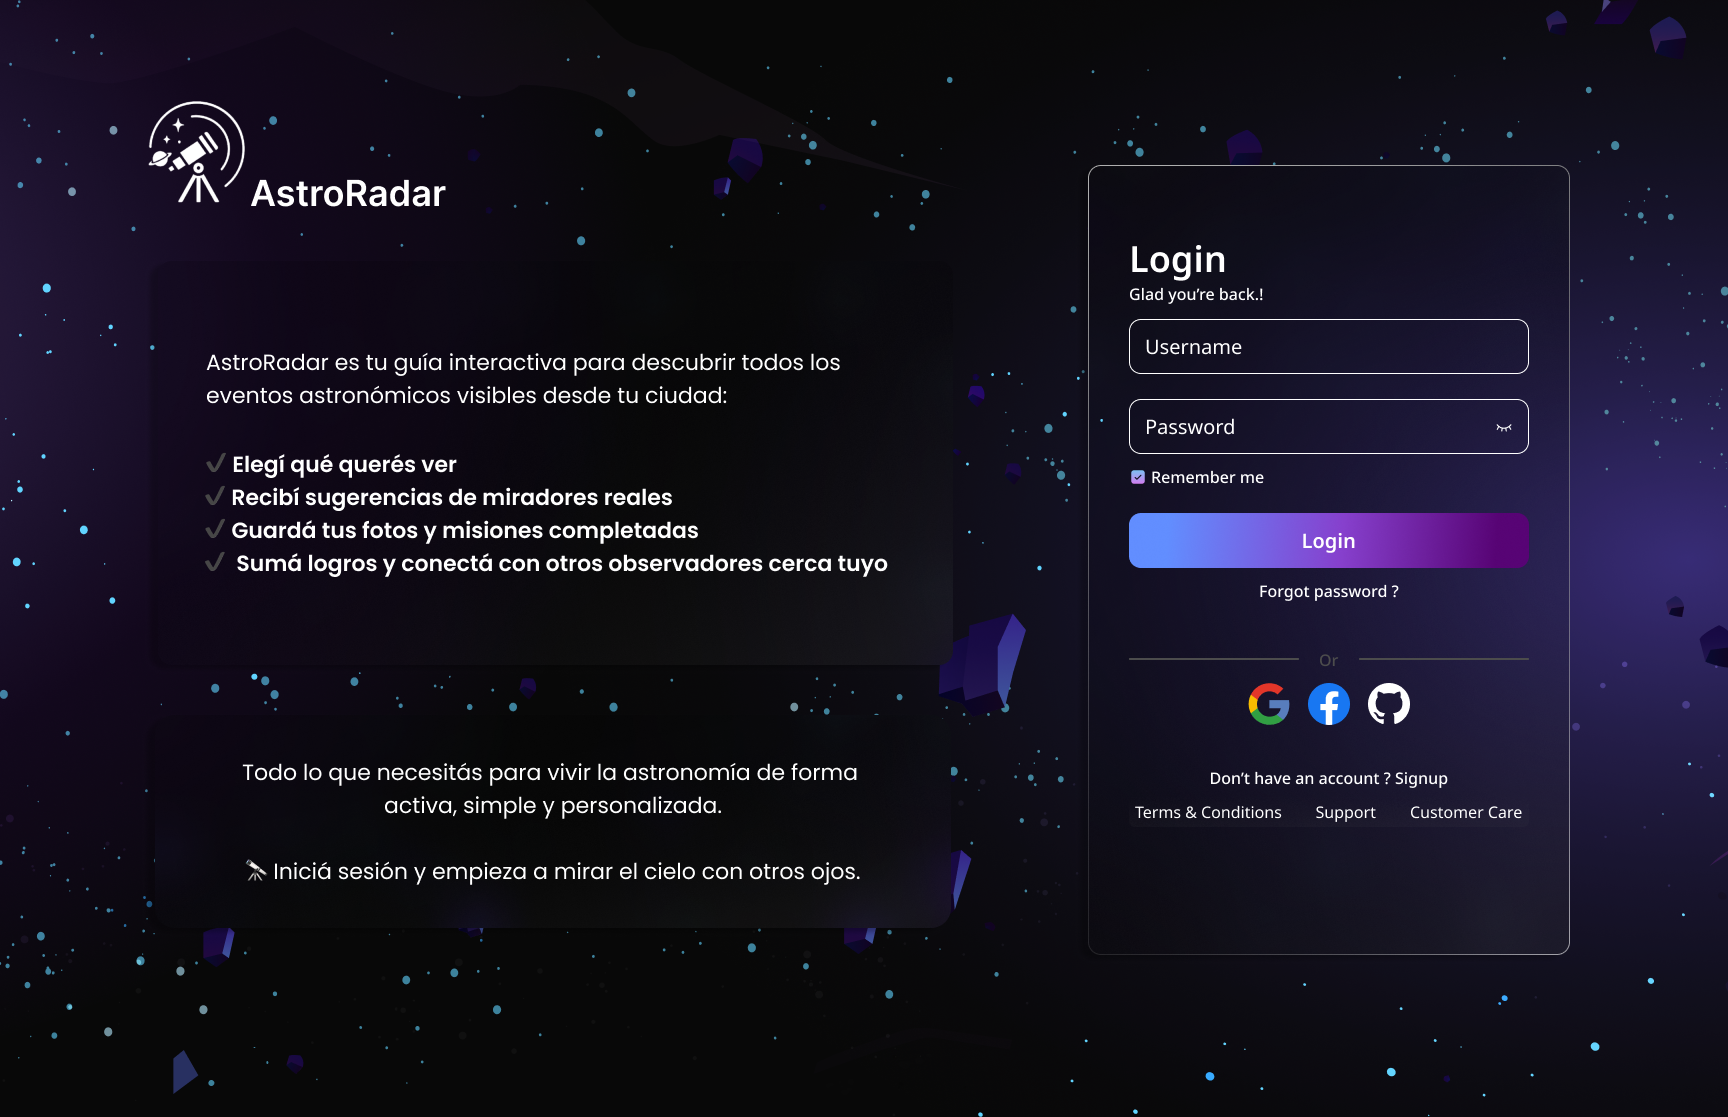 AstroRadar
AstroRadar es tu guía interactiva para descubrir todos los
eventos astronómicos visibles desde tu ciudad:
✔ Elegí qué querés ver
✔ Recibí sugerencias de miradores reales
✔ Guardá tus fotos y misiones completadas
✔ Sumá logros y conectá con otros observadores cerca tuyo
Todo lo que necesitás para vivir la astronomía de forma
activa, simple y personalizada.
🔭 Iniciá sesión y empieza a mirar el cielo con otros ojos.
Login
Glad you’re back.!
Username
Password
Remember me
Login
Forgot password ?
Or
Don’t have an account ? Signup
Terms & Conditions Support Customer Care